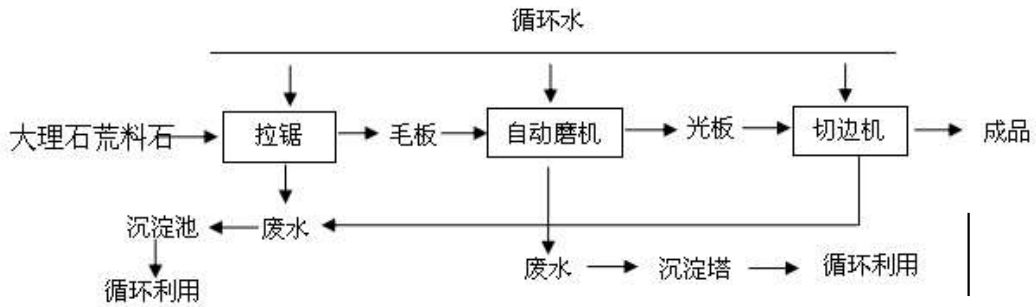 循环水
大理石荒料石 拉锯 毛板 自动磨机 光板 切边机 成品
沉淀池 废水
废水 沉淀塔 循环利用
循环利用